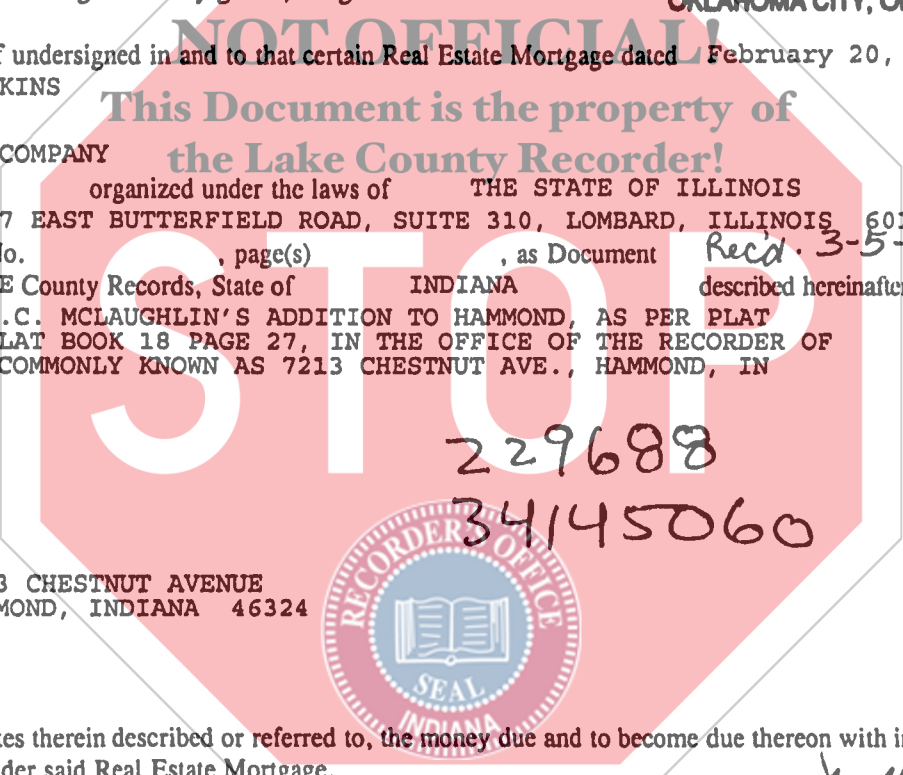 OKLAHOMA CITY,
NOT OFFICIAL!
undersigned in and to that certain Real Estate Mortgage dated February 20,
KINS
This Document is the property of
COMPANY
the Lake County Recorder!
organized under the laws of THE STATE OF ILLINOIS
7 EAST BUTTERFIELD ROAD, SUITE 310, LOMBARD, ILLINOIS 601
No. , page(s) , as Document Rec'd. 3-5-
E County Records, State of INDIANA described hereinafter
.C. MCLAUGHLIN'S ADDITION TO HAMMOND, AS PER PLAT
LAT BOOK 18 PAGE 27, IN THE OFFICE OF THE RECORDER OF
COMMONLY KNOWN AS 7213 CHESTNUT AVE., HAMMOND, IN
STOP
229688
34145060
RECORDER'S OFFICE
3 CHESTNUT AVENUE
MOND, INDIANA 46324
SEAL
INDIANA
tes therein described or referred to, the money due and to become due thereon with in
der said Real Estate Mortgage.